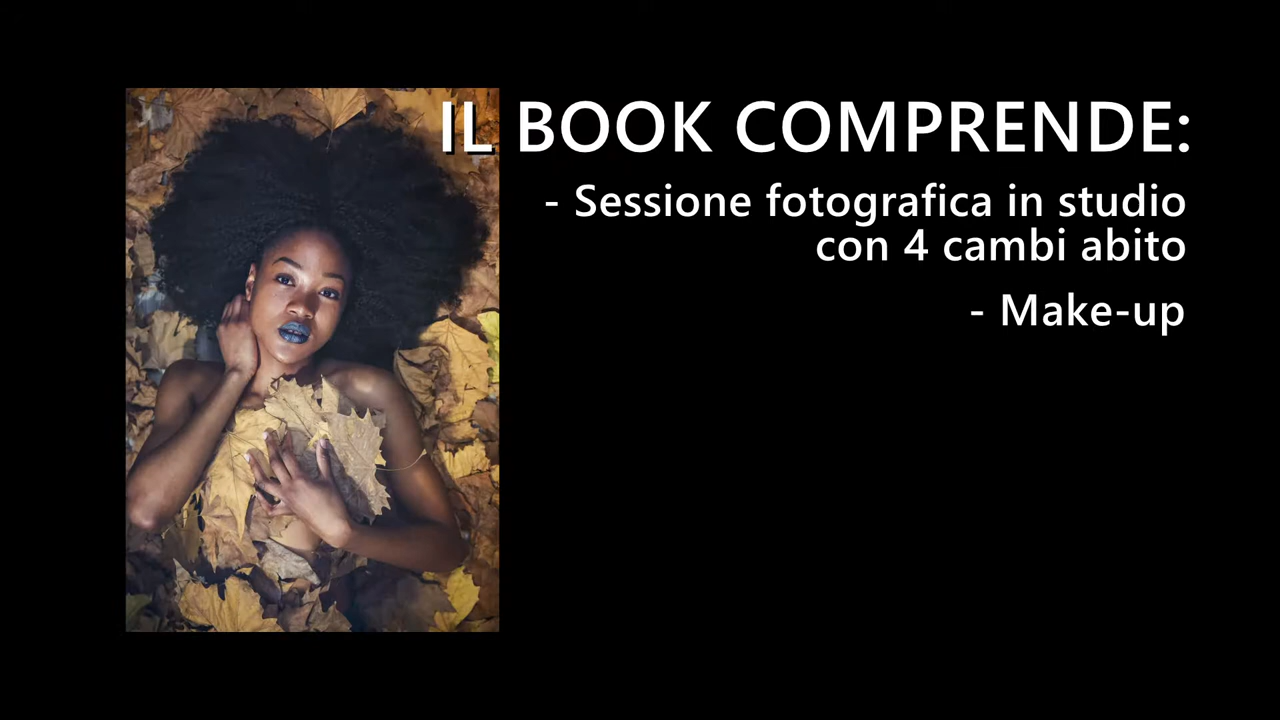 IL BOOK COMPRENDE:
- Sessione fotografica in studio
con 4 cambi abito
- Make-up